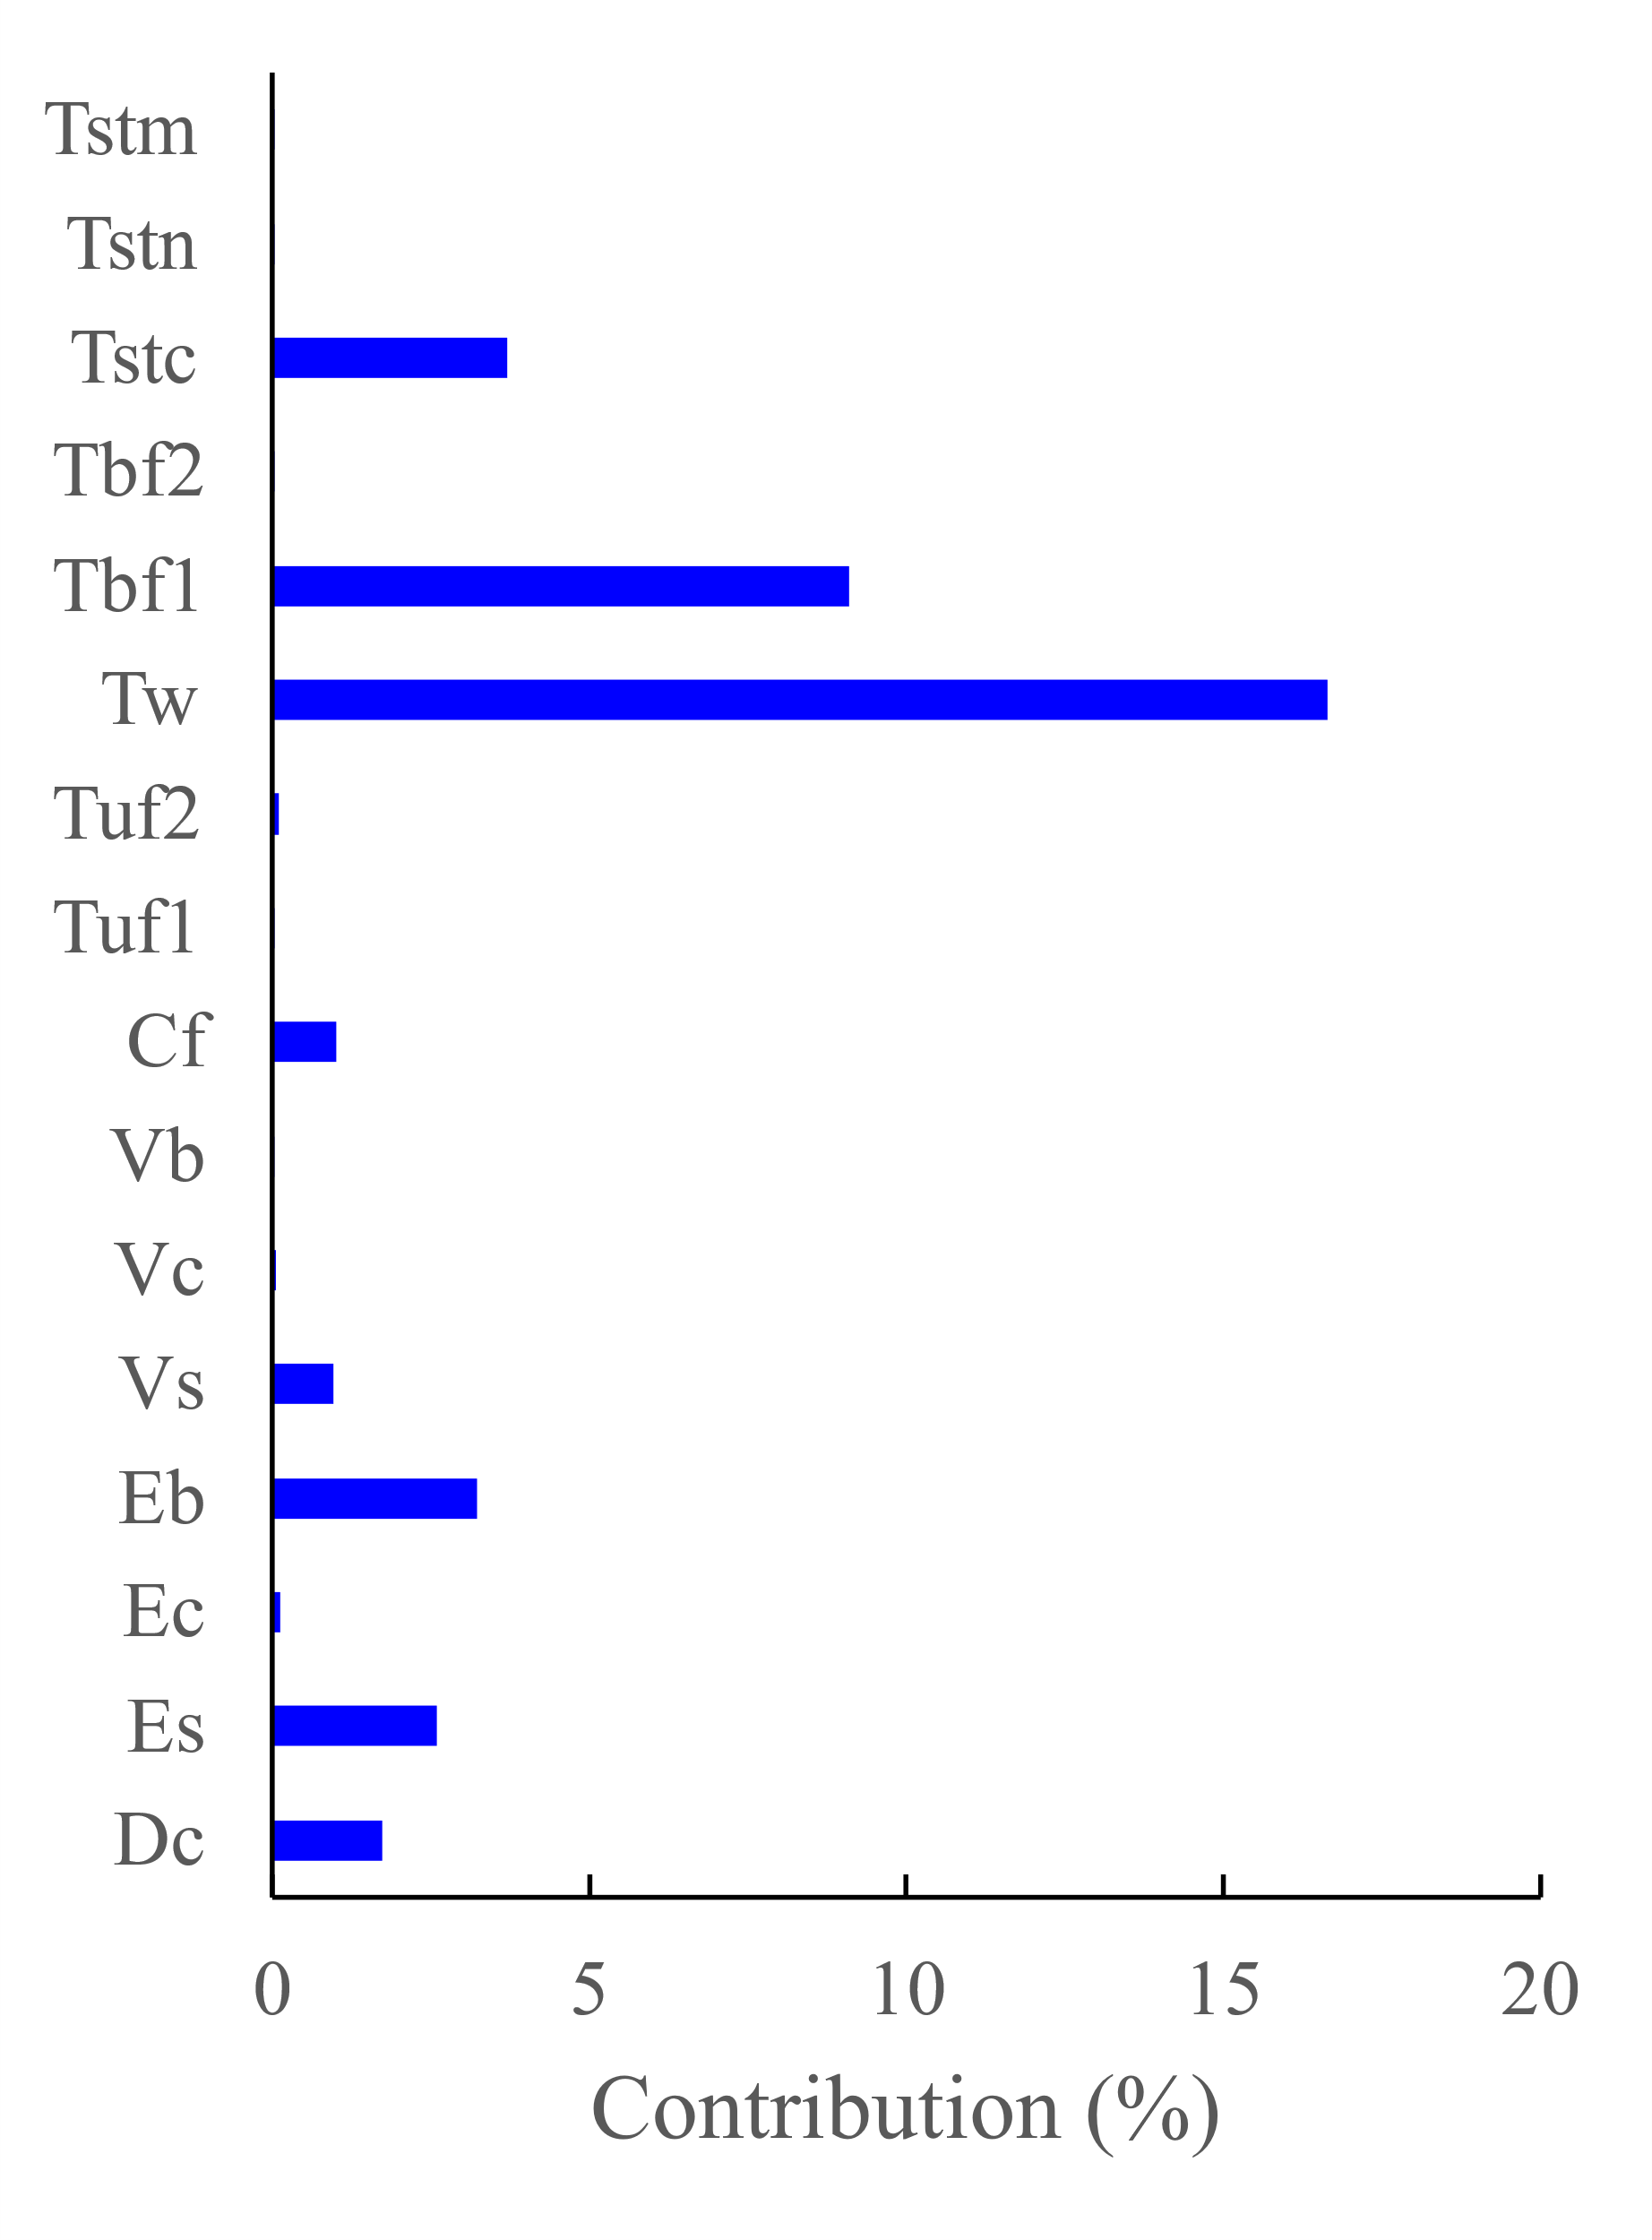 Tstm
Tstn
Tstc
Tbf2
Tbf1
Tw
Tuf2
Tuf1
Cf
Vb
Vc
Vs
Eb
Ec
Es
Dc
0 5 10 15 20
Contribution (%)